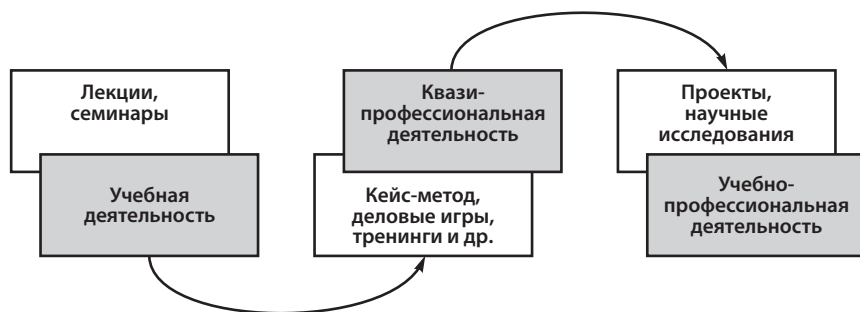 Лекции,
семинары
Учебная
деятельность
Квази-
профессиональная
деятельность
Кейс-метод,
деловые игры,
тренинги и др.
Проекты,
научные
исследования
Учебно-
профессиональная
деятельность